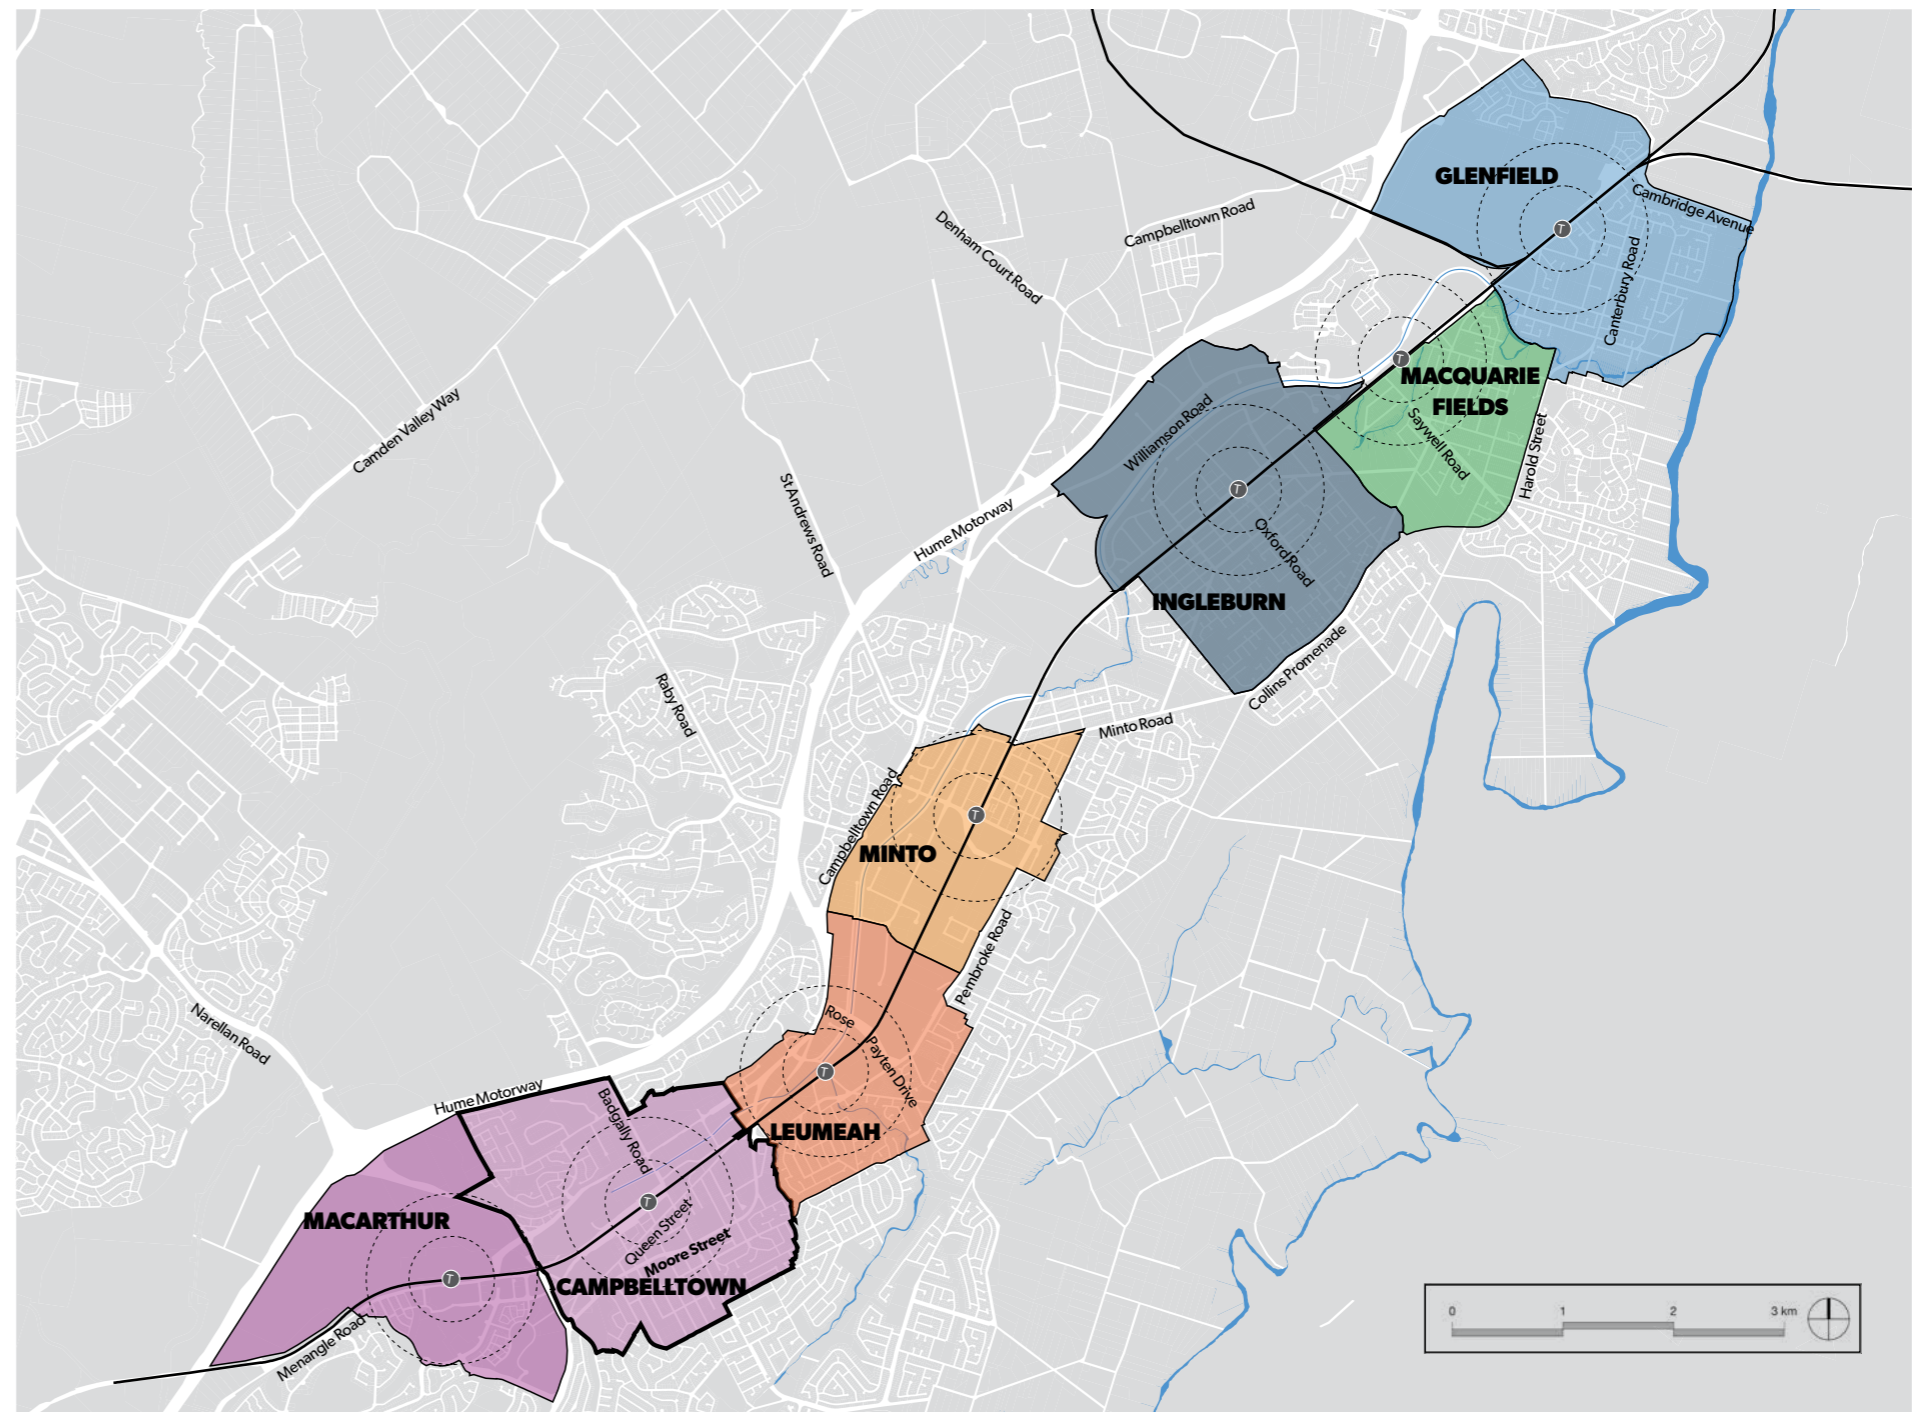 GLENFIELD
Cambridge Avenue
Canterbury Road
Campbelltown Road
Denham Court Road
MACQUARIE
FIELDS
Saywell Road
Harold Street
Williamson Road
Camden Valley Way
St Andrews Road
Hume Motorway
Oxford Road
INGLEBURN
Collins Promenade
Raby Road
Minto Road
Campbelltown Road
MINTO
Pembroke Road
Narellan Road
Rose
Payten Drive
Hume Motorway
Badgally Road
LEUMEAH
MACARTHUR
Queen Street
Moore Street
CAMPBELLTOWN
Menangle Road
0 1 2 3 km
T
T
T
T
T
T
T